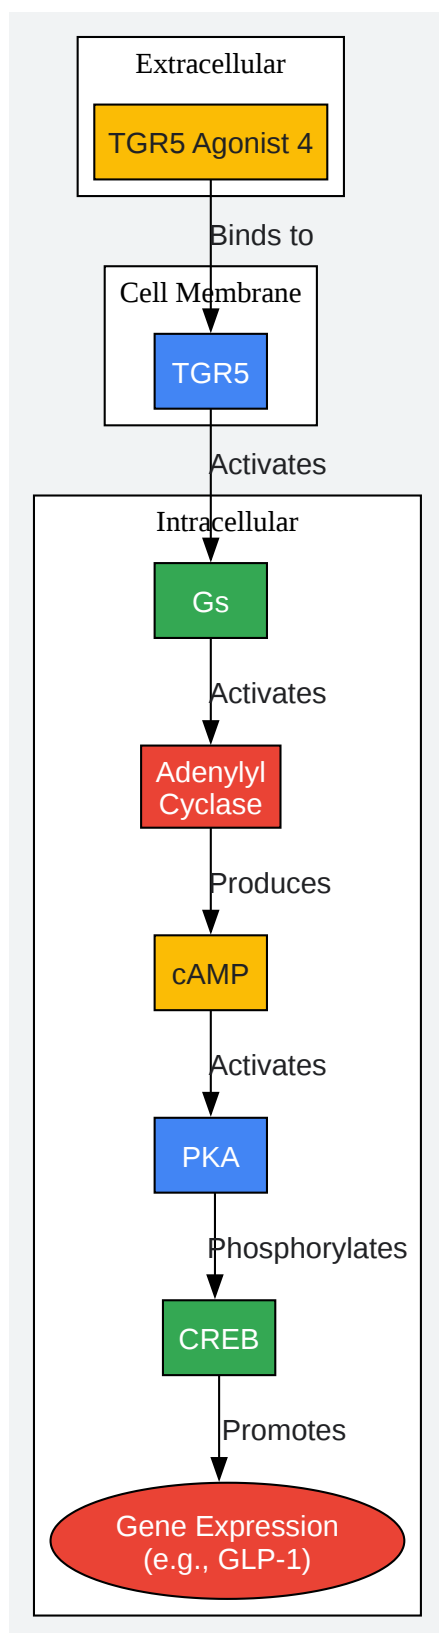 Extracellular
TGR5 Agonist 4
Binds to
Cell Membrane
TGR5
Activates
Intracellular
Gs
Activates
Adenylyl
Cyclase
Produces
cAMP
Activates
PKA
Phosphorylates
CREB
Promotes
Gene Expression
(e.g., GLP-1)